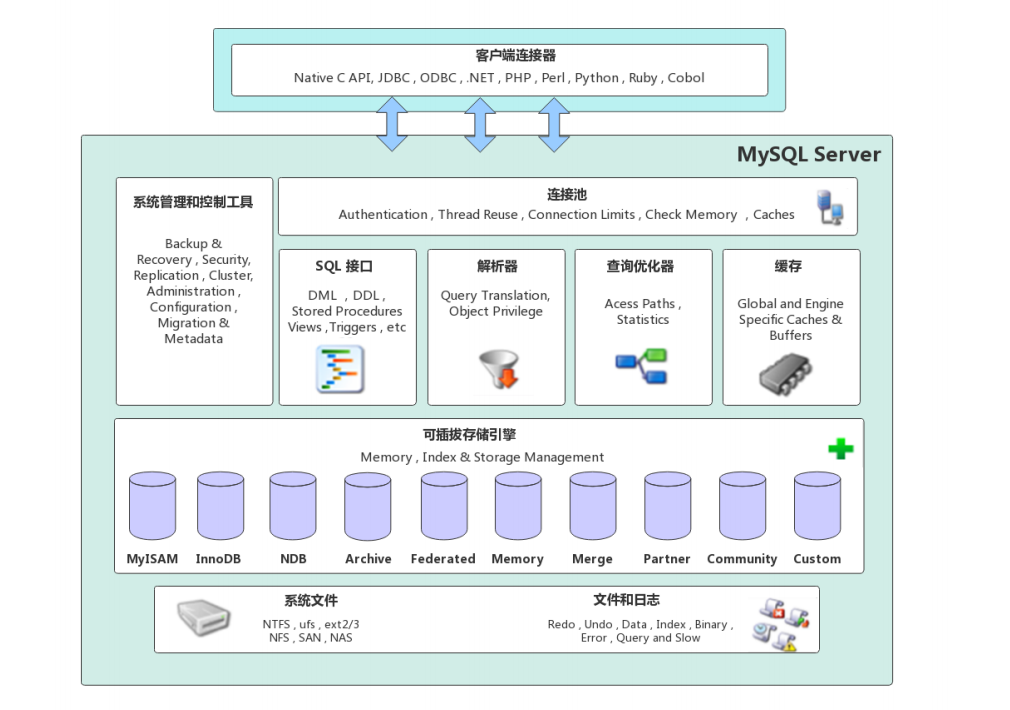 客户端连接器
Native C API, JDBC , ODBC , .NET , PHP , Perl , Python , Ruby , Cobol
MySQL Server
系统管理和控制工具
Backup &
Recovery , Security,
Replication , Cluster,
Administration ,
Configuration ,
Migration &
Metadata
连接池
Authentication , Thread Reuse , Connection Limits , Check Memory , Caches
SQL 接口
DML , DDL ,
Stored Procedures
Views ,Triggers , etc
解析器
Query Translation,
Object Privilege
查询优化器
Acess Paths ,
Statistics
缓存
Global and Engine
Specific Caches &
Buffers
可插拔存储引擎
Memory , Index & Storage Management
MyISAM InnoDB NDB Archive Federated Memory Merge Partner Community Custom
系统文件
NTFS , ufs , ext2/3
NFS , SAN , NAS
文件和日志
Redo , Undo , Data , Index , Binary ,
Error , Query and Slow